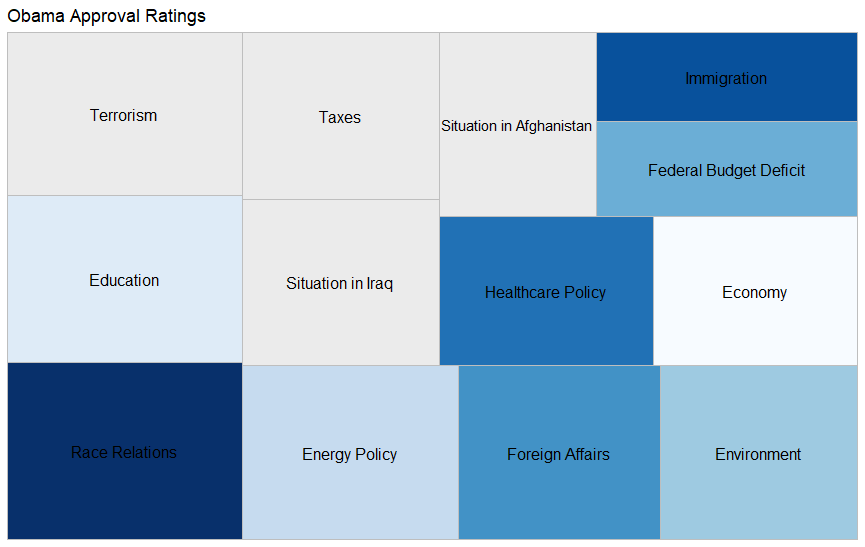 Obama Approval Ratings
Terrorism
Taxes
Situation in Afghanistan
Immigration
Federal Budget Deficit
Education
Situation in Iraq
Healthcare Policy
Economy
Race Relations
Energy Policy
Foreign Affairs
Environment